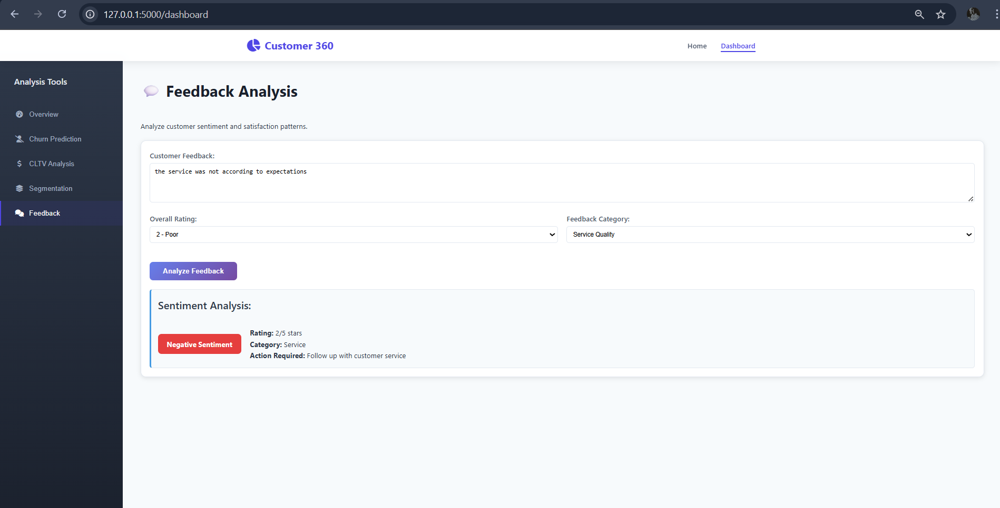 127.0.0.1:5000/dashboard
Customer 360
Home
Dashboard
Analysis Tools
Overview
Churn Prediction
$ CLTV Analysis
Segmentation
Feedback
Feedback Analysis
Analyze customer sentiment and satisfaction patterns.
Customer Feedback:
the service was not according to expectations
Overall Rating:
2 - Poor
Feedback Category:
Service Quality
Analyze Feedback
Sentiment Analysis:
Negative Sentiment
Rating: 2/5 stars
Category: Service
Action Required: Follow up with customer service